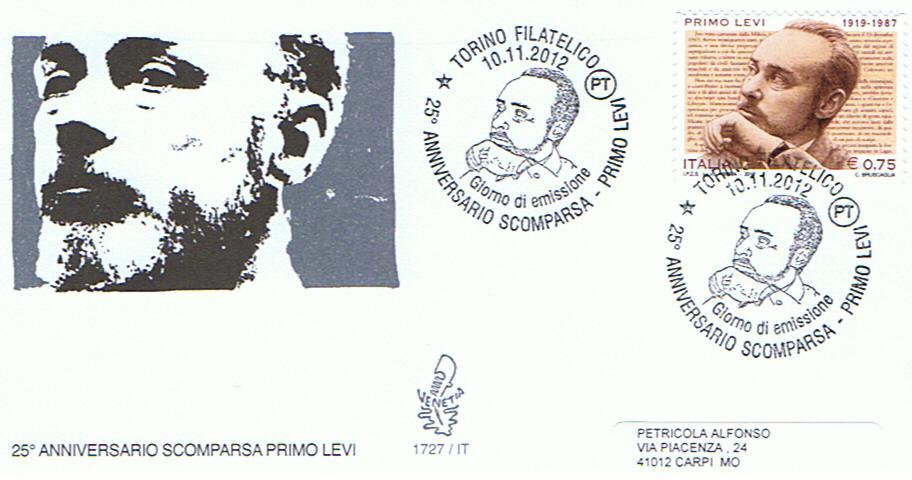 TORINO FILATELICO
10.11.2012
PT
25° ANNIVERSARIO SCOMPARSA - PRIMO LEVI
Giorno di emissione
PRIMO LEVI 1919-1987
ITALIA € 0.75
I.P.Z.S. C. BRUSCAGLIA
TORINO FILATELICO
10.11.2012
PT
25° ANNIVERSARIO SCOMPARSA - PRIMO LEVI
Giorno di emissione
VENETIA
25° ANNIVERSARIO SCOMPARSA PRIMO LEVI
1727 / IT
PETRICOLA ALFONSO
VIA PIACENZA , 24
41012 CARPI MO